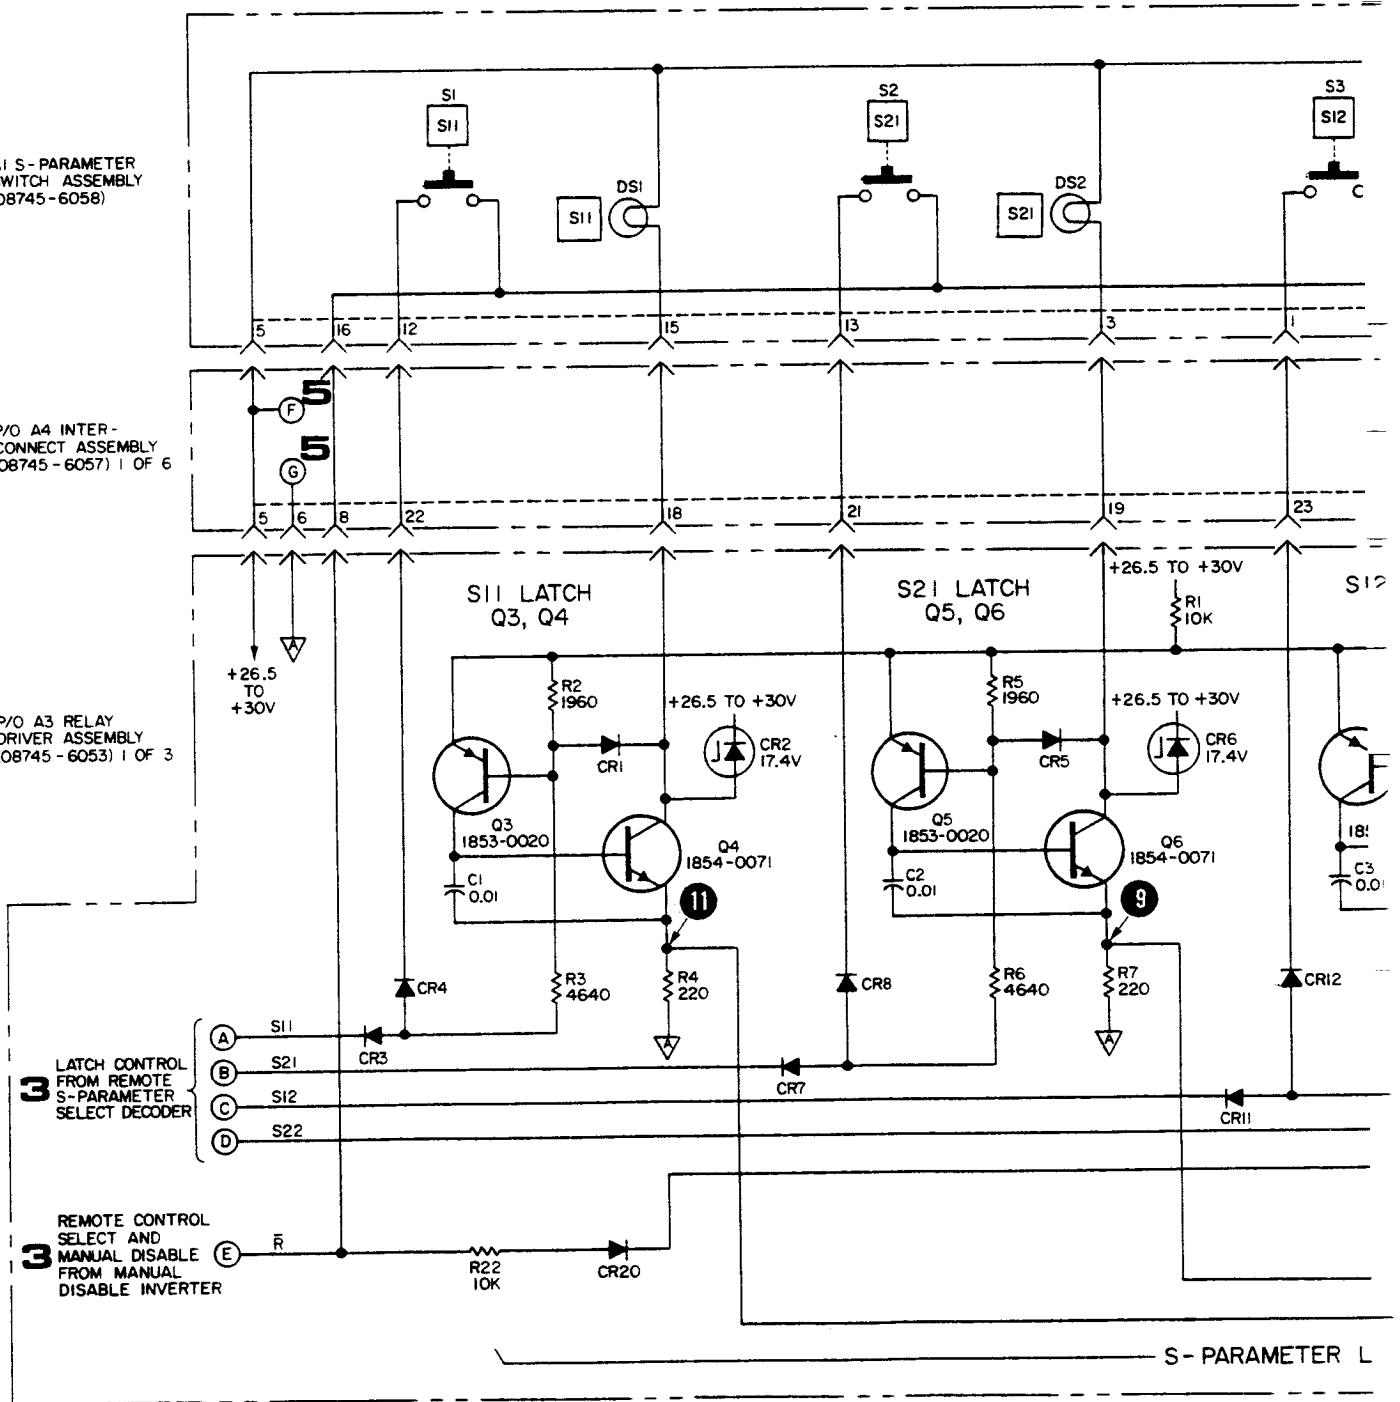 S1
S11
S2
S21
S3
S12
S-PARAMETER
SWITCH ASSEMBLY
08745-6058)
DS1
S11
DS2
S21
5
16
12
15
13
3
1
F
5
G
5
P/O A4 INTER-
CONNECT ASSEMBLY
08745-6057) 1 OF 6
5
6
8
22
18
21
19
23
S11 LATCH
Q3, Q4
S21 LATCH
Q5, Q6
+26.5 TO +30V
R1
10K
S12
A
+26.5
TO
+30V
R2
1960
+26.5 TO +30V
R5
1960
+26.5 TO +30V
P/O A3 RELAY
DRIVER ASSEMBLY
(08745-6053) 1 OF 3
CR1
CR2
17.4V
CR5
CR6
17.4V
Q3
1853-0020
Q4
1854-0071
Q5
1853-0020
Q6
1854-0071
C1
0.01
11
C2
0.01
9
C3
0.01
CR4
R3
4640
R4
220
CR8
R6
4640
R7
220
CR12
A
A
3
LATCH CONTROL
FROM REMOTE
S-PARAMETER
SELECT DECODER
A
S11
CR3
B
S21
CR7
C
S12
CR11
D
S22
3
REMOTE CONTROL
SELECT AND
MANUAL DISABLE
FROM MANUAL
DISABLE INVERTER
E
R̅
R22
10K
CR20
S-PARAMETER L